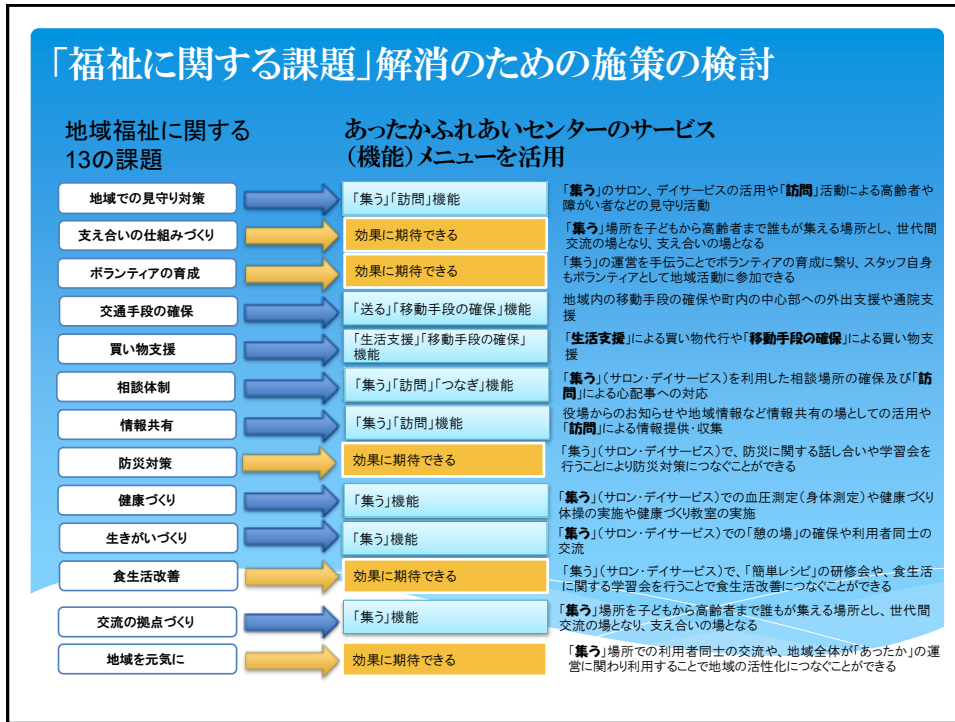 「福祉に関する課題」解消のための施策の検討
地域福祉に関する
13の課題
あったかふれあいセンターのサービス
(機能)メニューを活用
地域での見守り対策
「集う」「訪問」機能
「集う」のサロン、デイサービスの活用や「訪問」活動による高齢者や
障がい者などの見守り活動
支え合いの仕組みづくり
効果に期待できる
「集う」場所を子どもから高齢者まで誰もが集える場所とし、世代間
交流の場となり、支え合いの場となる
ボランティアの育成
効果に期待できる
「集う」の運営を手伝うことでボランティアの育成に繋り、スタッフ自身
もボランティアとして地域活動に参加できる
交通手段の確保
「送る」「移動手段の確保」機能
地域内の移動手段の確保や町内の中心部への外出支援や通院支
援
買い物支援
「生活支援」「移動手段の確保」
機能
「生活支援」による買い物代行や「移動手段の確保」による買い物支
援
相談体制
「集う」「訪問」「つなぎ」機能
「集う」(サロン・デイサービス)を利用した相談場所の確保及び「訪
問」による心配事への対応
情報共有
「集う」「訪問」機能
役場からのお知らせや地域情報など情報共有の場としての活用や
「訪問」による情報提供・収集
防災対策
効果に期待できる
「集う」(サロン・デイサービス)で、防災に関する話し合いや学習会を
行うことにより防災対策につなぐことができる
健康づくり
「集う」機能
「集う」(サロン・デイサービス)での血圧測定(身体測定)や健康づくり
体操の実施や健康づくり教室の実施
生きがいづくり
「集う」機能
「集う」(サロン・デイサービス)での「憩の場」の確保や利用者同士の
交流
食生活改善
効果に期待できる
「集う」(サロン・デイサービス)で、「簡単レシピ」の研修会や、食生活
に関する学習会を行うことで食生活改善につなぐことができる
交流の拠点づくり
「集う」機能
「集う」場所を子どもから高齢者まで誰もが集える場所とし、世代間
交流の場となり、支え合いの場となる
地域を元気に
効果に期待できる
「集う」場所での利用者同士の交流や、地域全体が「あったか」の運
営に関わり利用することで地域の活性化につなぐことができる